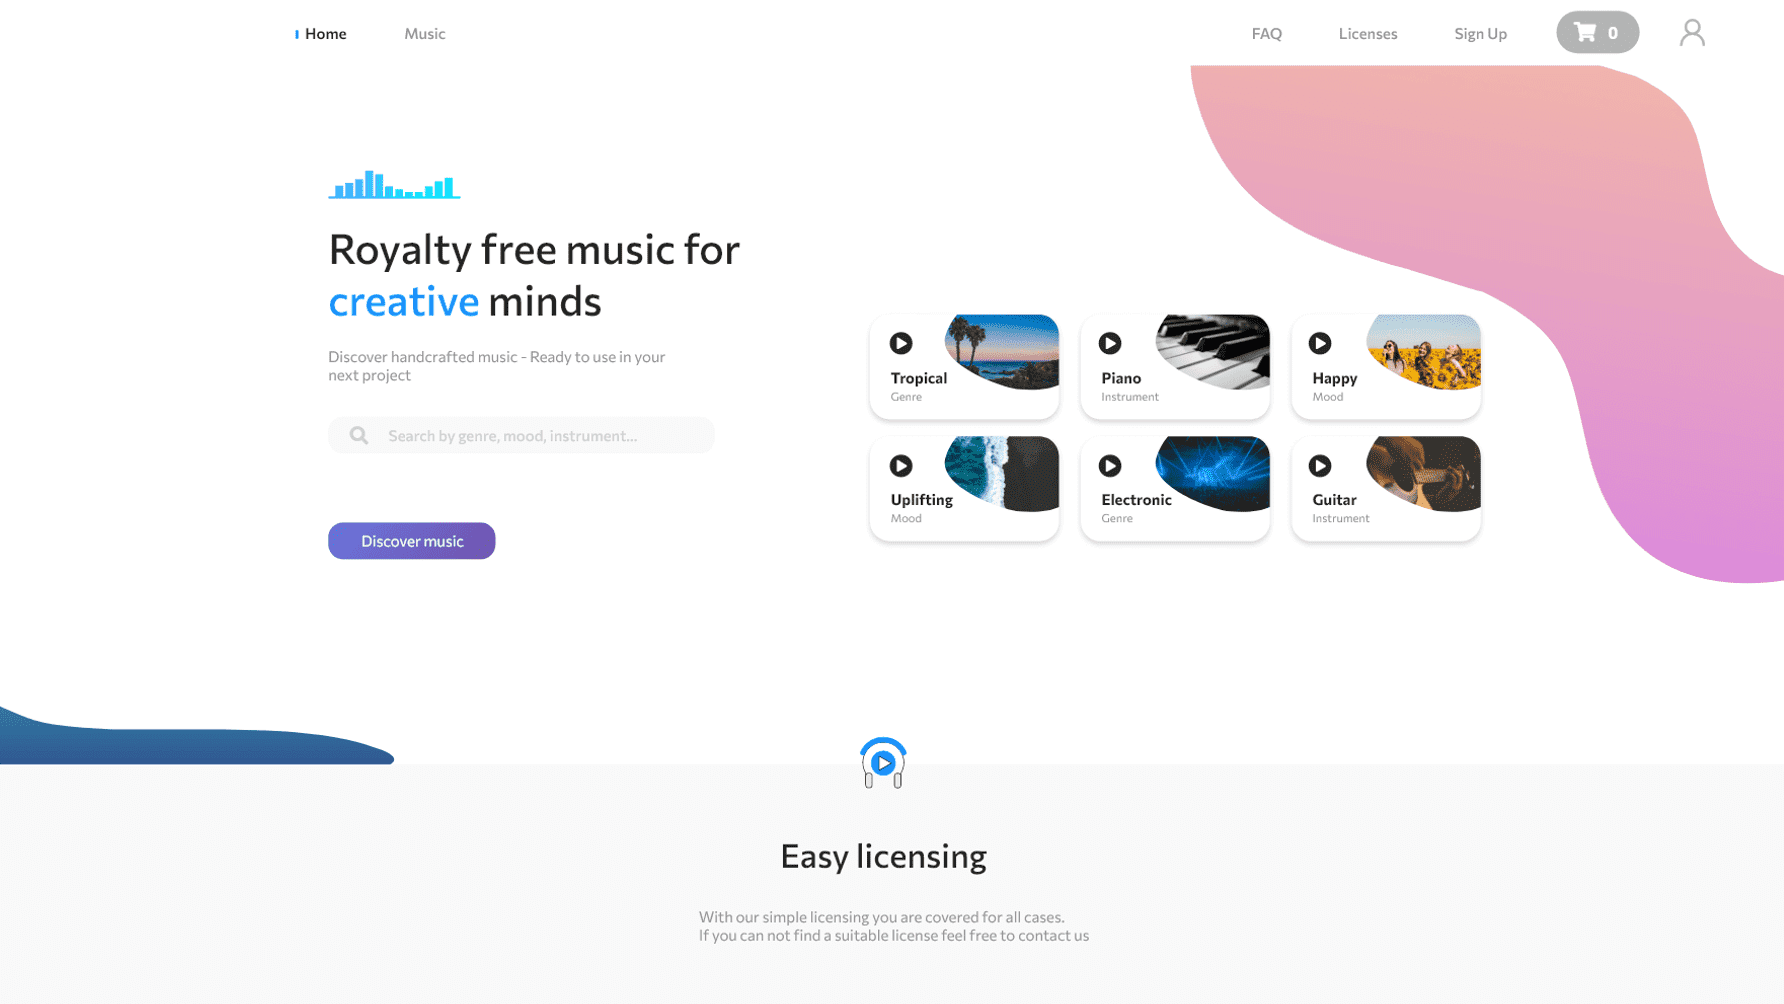 Home
Music
FAQ
Licenses
Sign Up
0
Royalty free music for
creative minds
Discover handcrafted music - Ready to use in your
next project
Search by genre, mood, instrument...
Discover music
Tropical
Genre
Piano
Instrument
Happy
Mood
Uplifting
Mood
Electronic
Genre
Guitar
Instrument
Easy licensing
With our simple licensing you are covered for all cases.
If you can not find a suitable license feel free to contact us